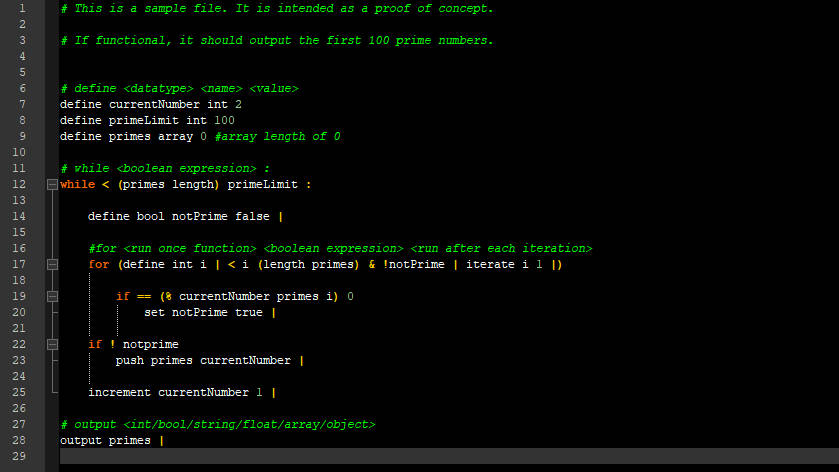 1 # This is a sample file. It is intended as a proof of concept.
2
3 # If functional, it should output the first 100 prime numbers.
4
5
6 # define <datatype> <name> <value>
7 define currentNumber int 2
8 define primeLimit int 100
9 define primes array 0 #array length of 0
10
11 # while <boolean expression> :
12 while < (primes length) primeLimit :
13
14 define bool notPrime false |
15
16 #for <run once function> <boolean expression> <run after each iteration>
17 for (define int i | < i (length primes) & !notPrime | iterate i 1 |)
18
19 if == (% currentNumber primes i) 0
20 set notPrime true |
21
22 if ! notprime
23 push primes currentNumber |
24
25 increment currentNumber 1 |
26
27 # output <int/bool/string/float/array/object>
28 output primes |
29